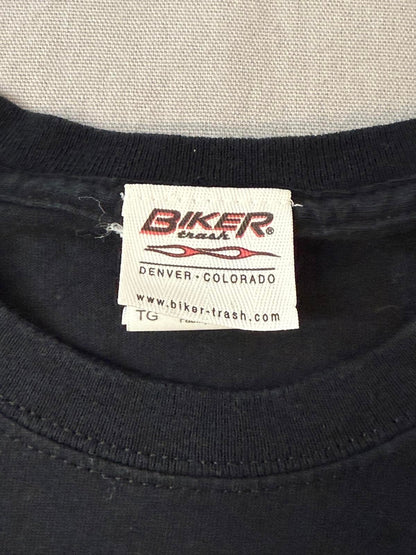 BIKER®
trash
DENVER • COLORADO
www.biker-trash.com
TG